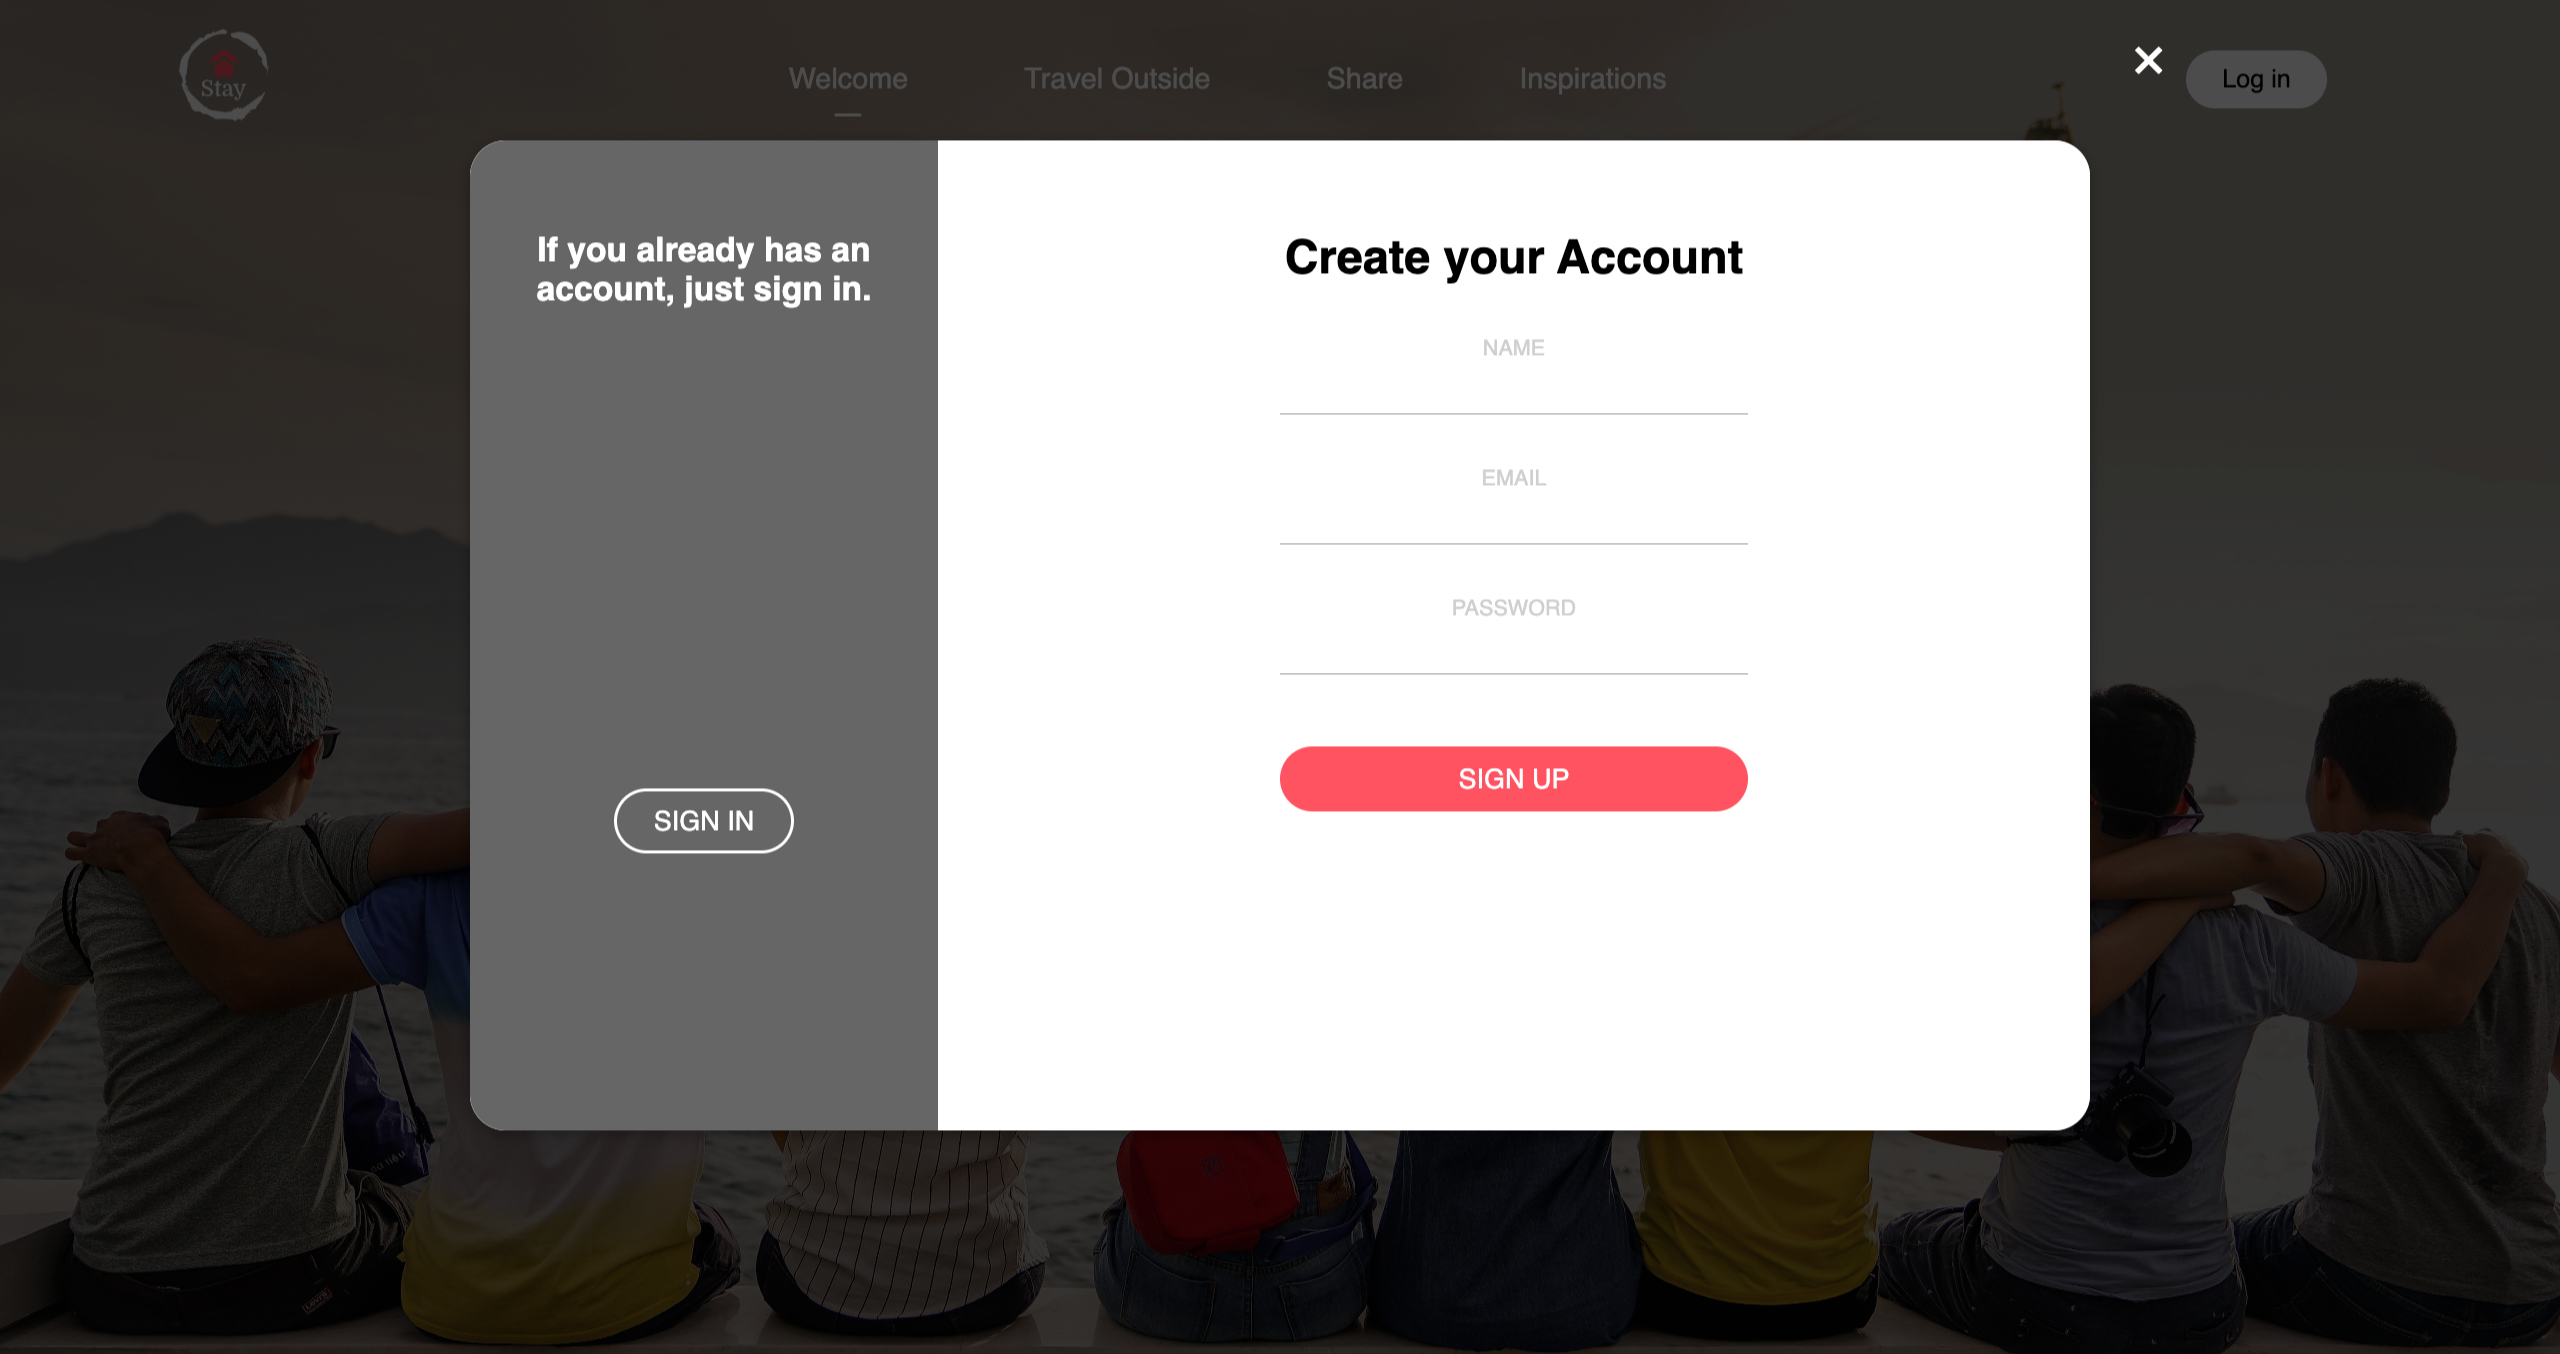 Stay
Welcome
Travel Outside
Share
Inspirations
Log in
If you already has an
account, just sign in.
SIGN IN
Create your Account
NAME
EMAIL
PASSWORD
SIGN UP